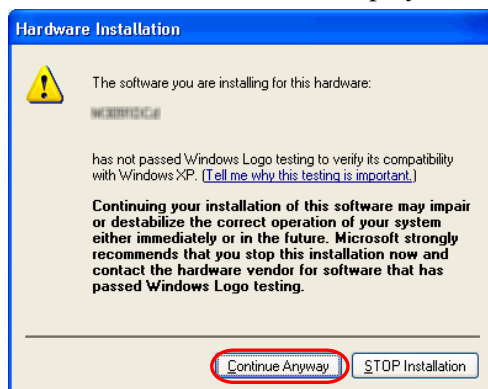 Hardware Installation
The software you are installing for this hardware:
has not passed Windows Logo testing to verify its compatibility
with Windows XP. (Tell me why this testing is important.)
Continuing your installation of this software may impair
or destabilize the correct operation of your system
either immediately or in the future. Microsoft strongly
recommends that you stop this installation now and
contact the hardware vendor for software that has
passed Windows Logo testing.
Continue Anyway STOP Installation